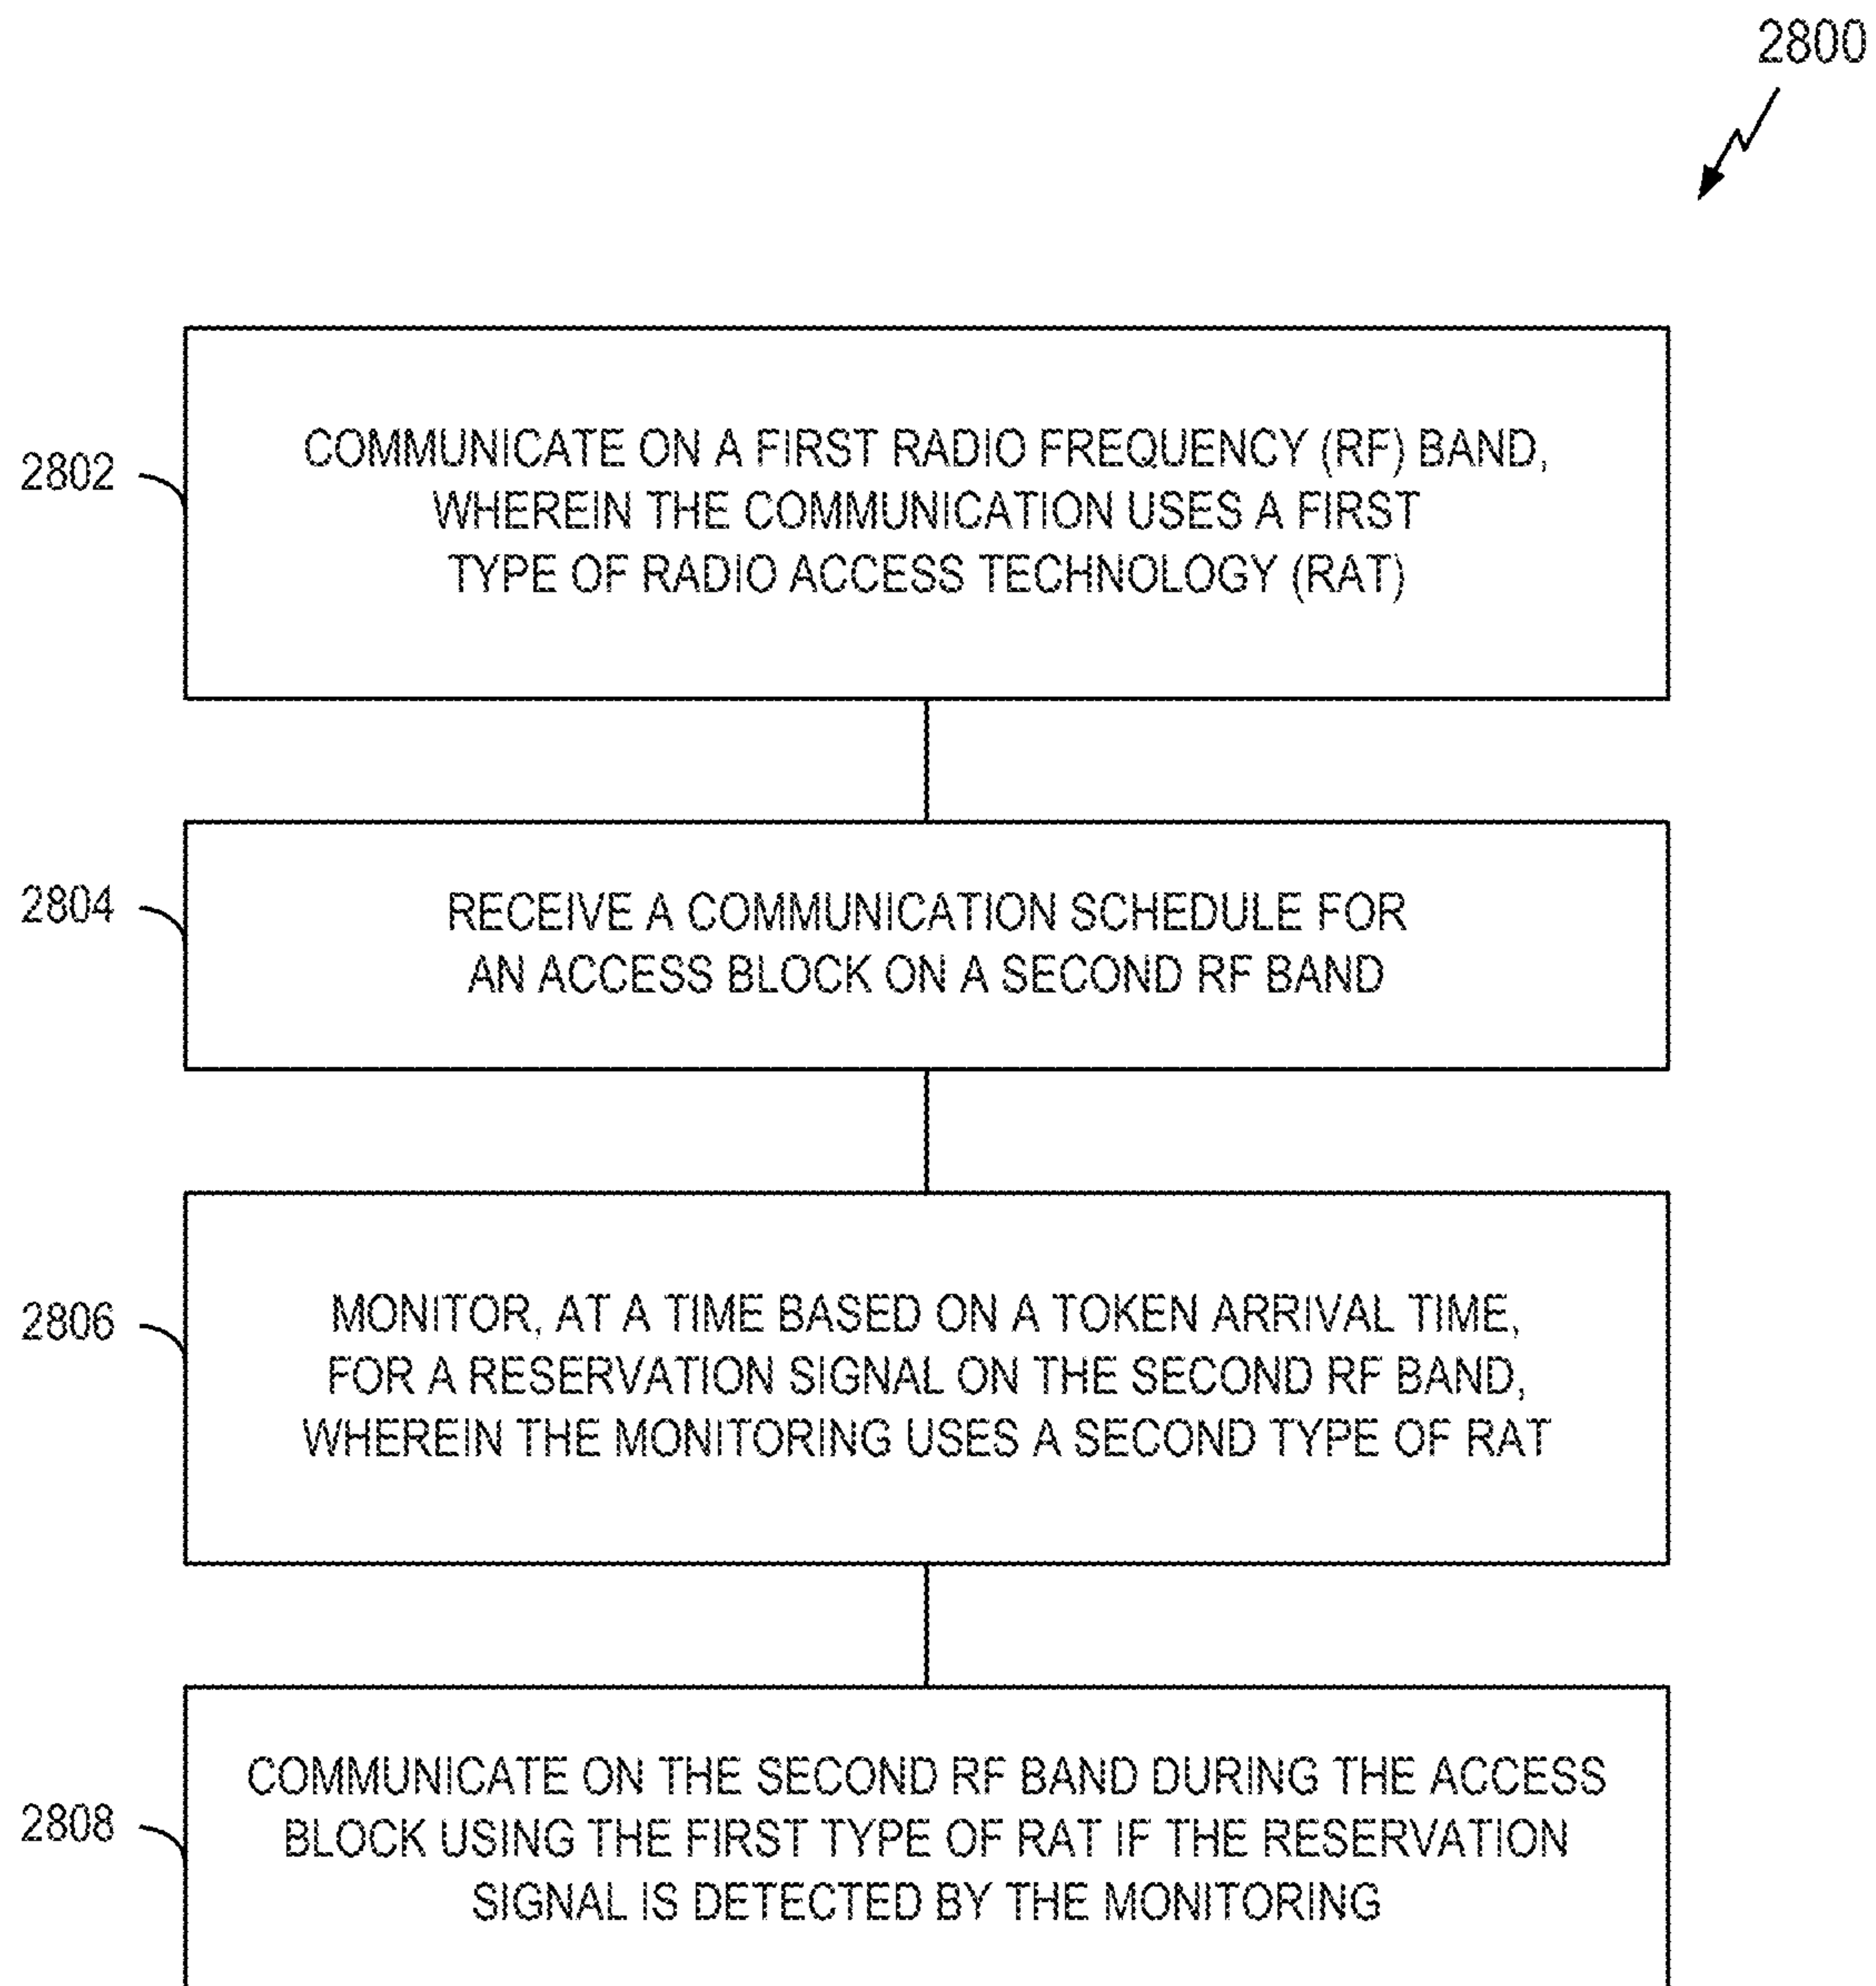 2800
2802
COMMUNICATE ON A FIRST RADIO FREQUENCY (RF) BAND,
WHEREIN THE COMMUNICATION USES A FIRST
TYPE OF RADIO ACCESS TECHNOLOGY (RAT)
2804
RECEIVE A COMMUNICATION SCHEDULE FOR
AN ACCESS BLOCK ON A SECOND RF BAND
2806
MONITOR, AT A TIME BASED ON A TOKEN ARRIVAL TIME,
FOR A RESERVATION SIGNAL ON THE SECOND RF BAND,
WHEREIN THE MONITORING USES A SECOND TYPE OF RAT
2808
COMMUNICATE ON THE SECOND RF BAND DURING THE ACCESS
BLOCK USING THE FIRST TYPE OF RAT IF THE RESERVATION
SIGNAL IS DETECTED BY THE MONITORING